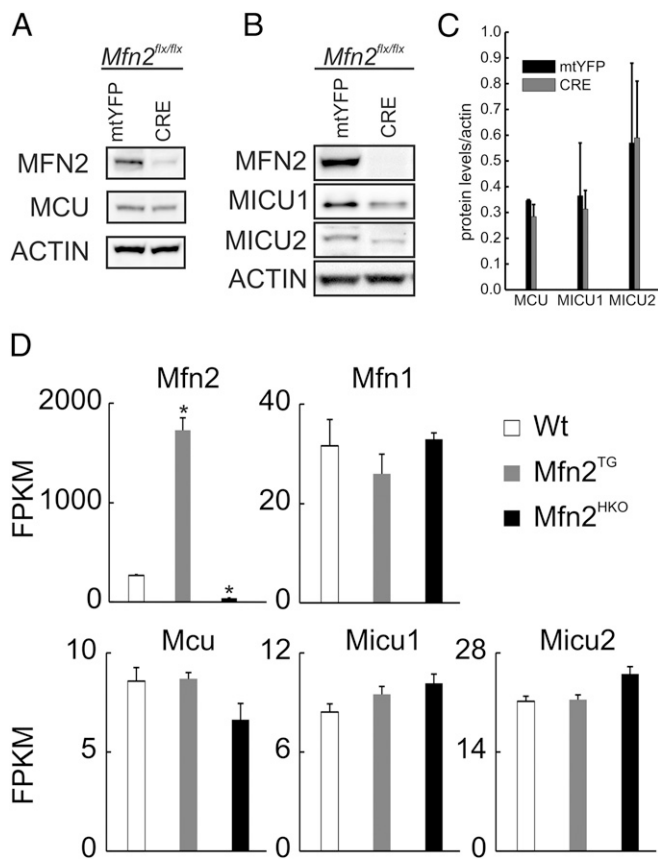 A
Mfn2flx/flx
mtYFP
CRE
MFN2
MCU
ACTIN
B
Mfn2flx/flx
mtYFP
CRE
MFN2
MICU1
MICU2
ACTIN
C
protein levels/actin
1.0
0.9
0.8
0.7
0.6
0.5
0.4
0.3
0.2
0.1
0.0
mtYFP
CRE
MCU MICU1 MICU2
D
Mfn2
FPKM
2000
1000
0
*
*
Mfn1
40
20
0
Wt
Mfn2TG
Mfn2HKO
Mcu
FPKM
10
5
0
Micu1
12
6
0
Micu2
28
14
0